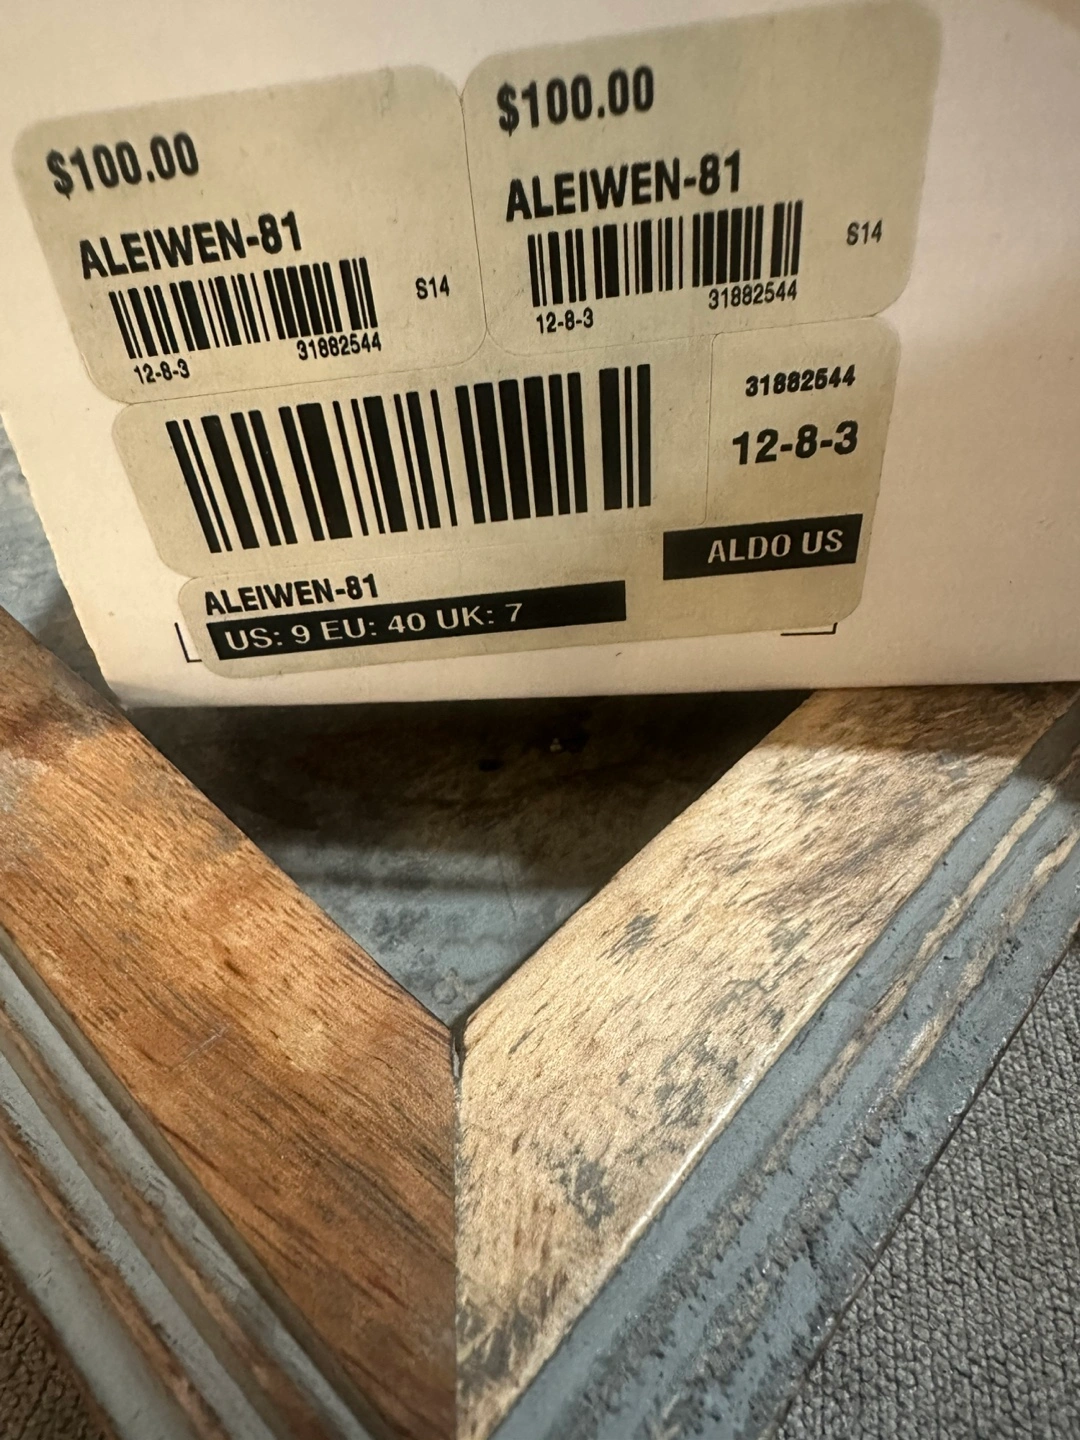 $100.00
ALEIWEN-81
S14
12-8-3
31882544
$100.00
ALEIWEN-81
S14
12-8-3
31882544
31882544
12-8-3
ALDO US
ALEIWEN-81
US: 9 EU: 40 UK: 7